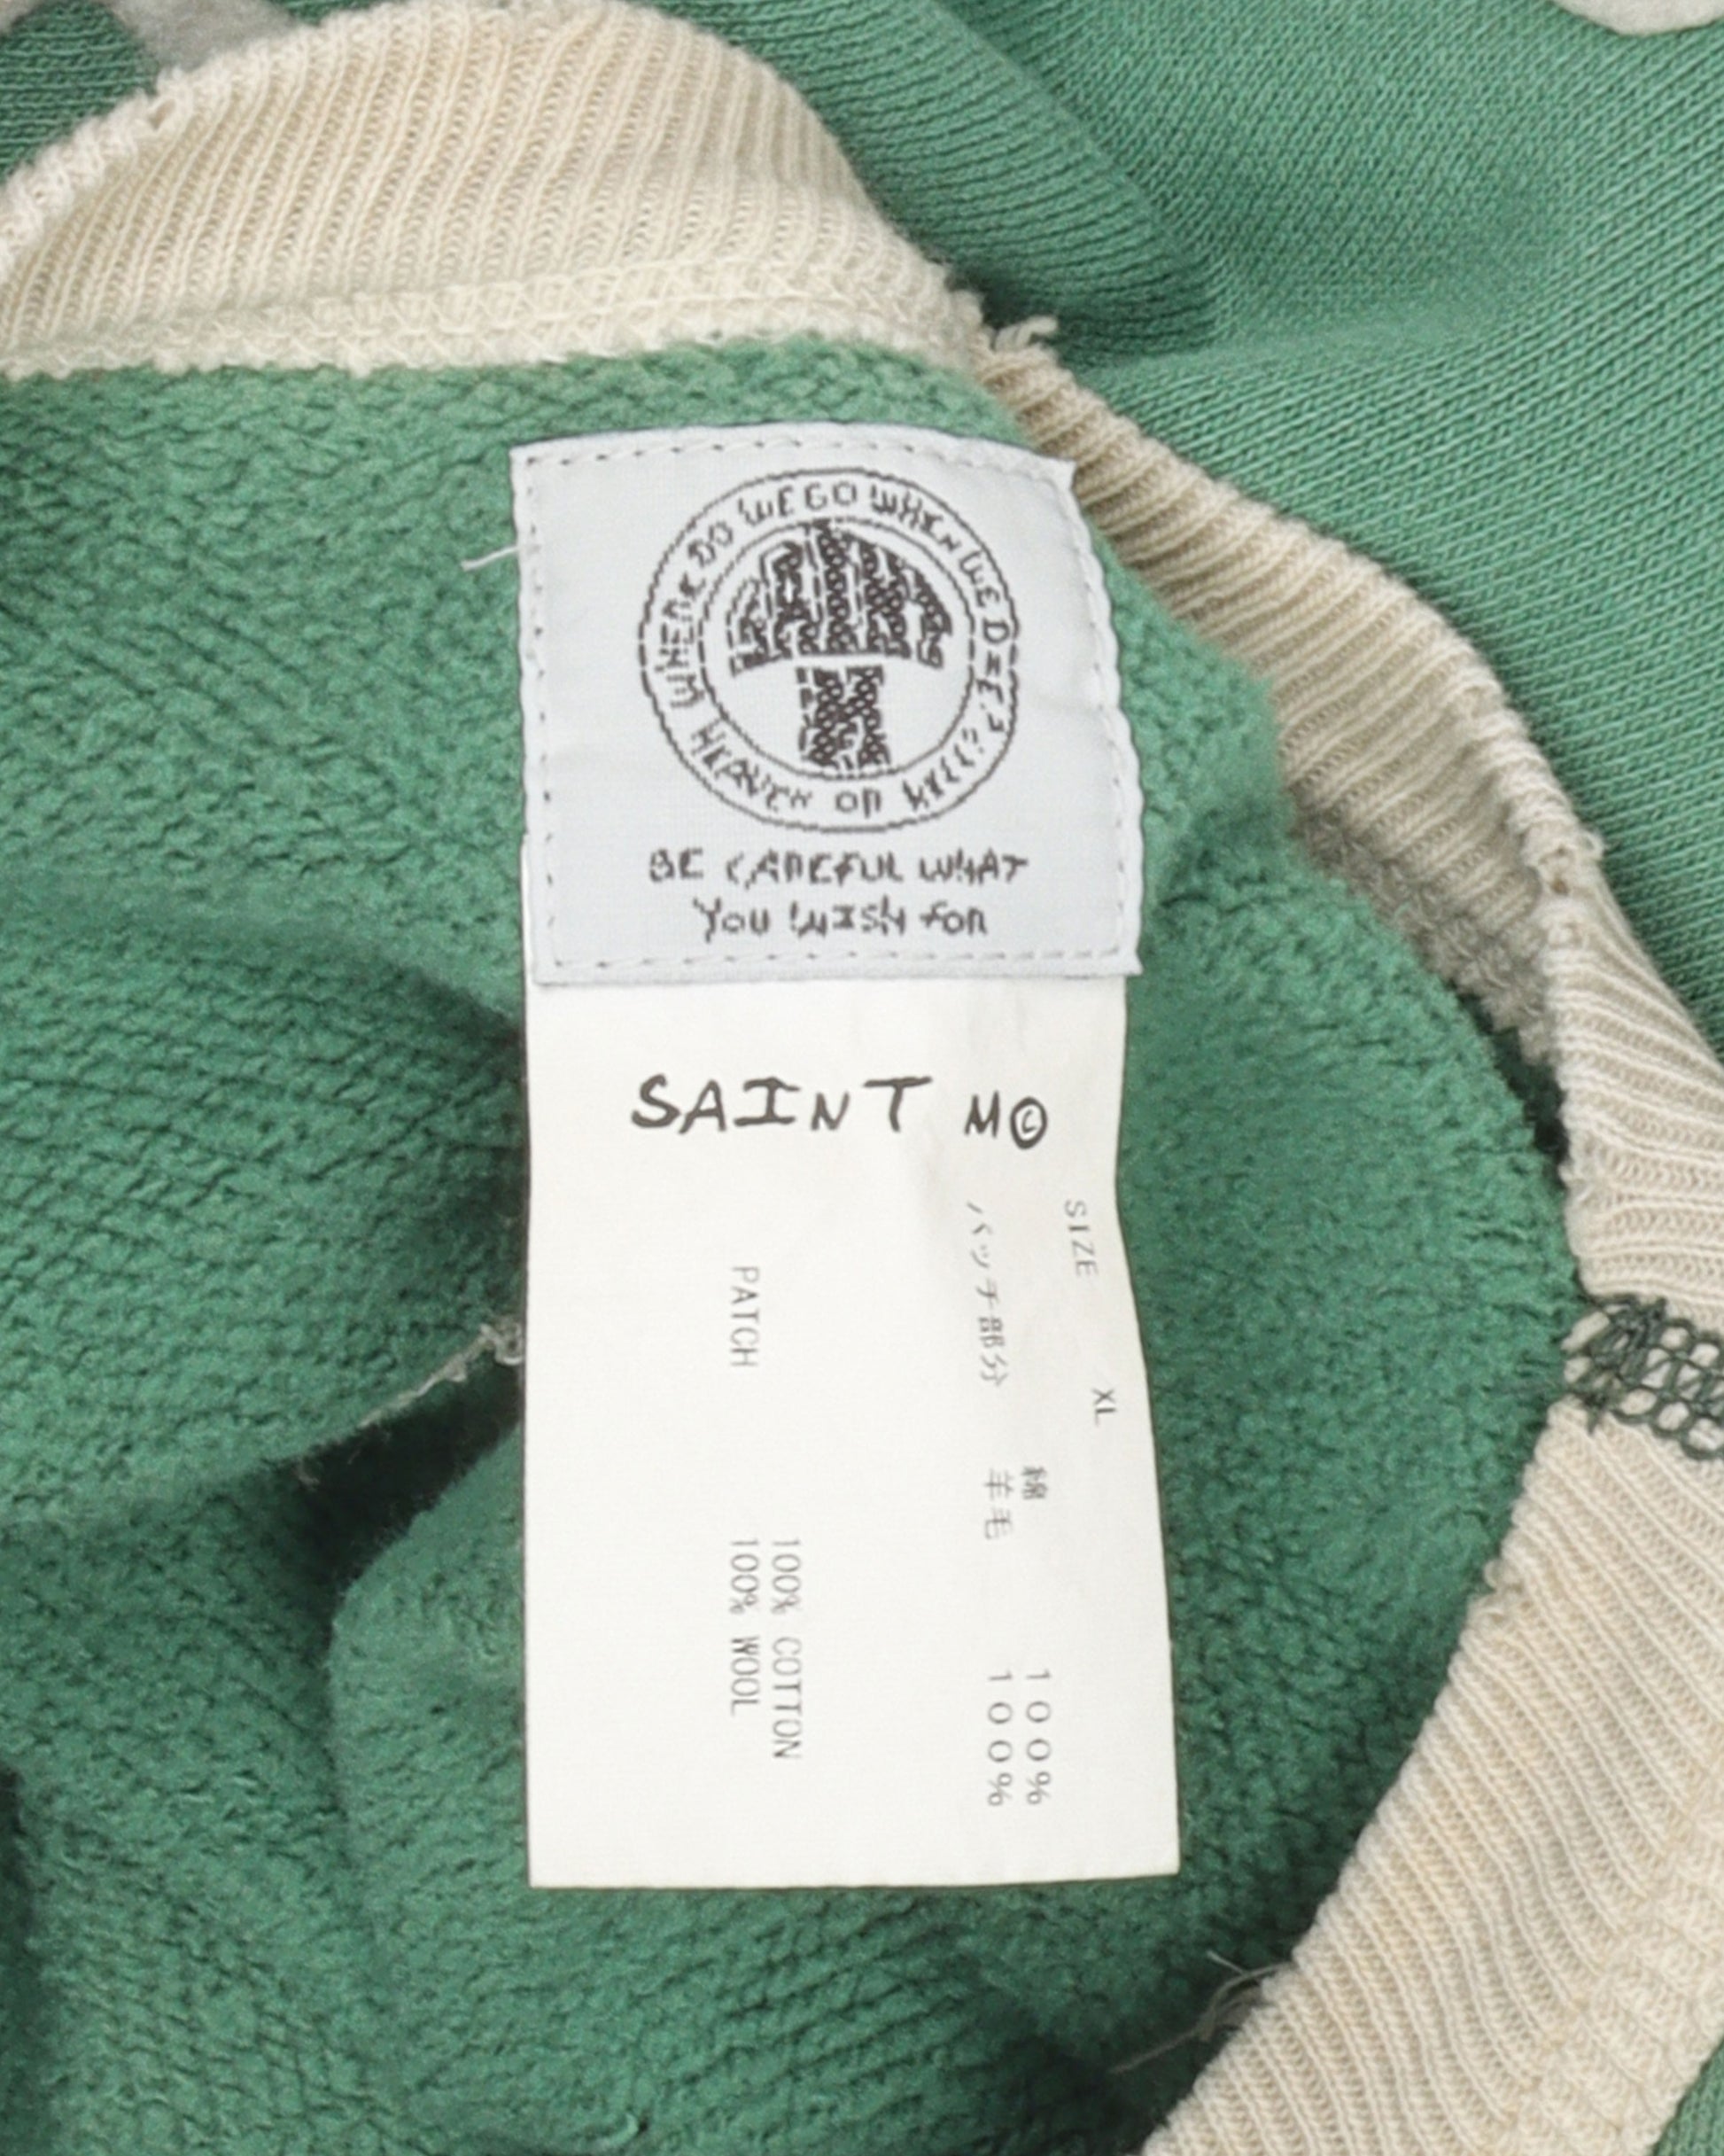 WHERE DO WE GO WHEN WE DIE?
HEAVEN OR HELL?
BE CAREFUL WHAT
YOU WISH FOR
SAINT M©
SIZE XL
綿 100%
パッチ部分 羊毛 100%
100% COTTON
PATCH 100% WOOL